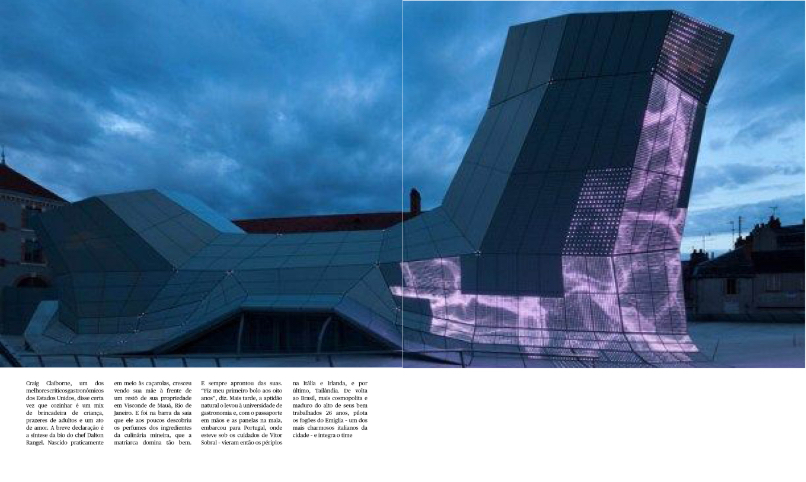 Craig Claiborne, um dos
melhores críticos gastronômicos
dos Estados Unidos, disse certa
vez que cozinhar é um mix
de brincadeira de criança,
prazeres de adultos e um ato
de amor. A breve declaração é
a síntese da bio do chef Dalton
Rangel. Nascido praticamente
em meio às caçarolas, cresceu
vendo sua mãe à frente de
um restô de sua propriedade
em Visconde de Mauá, Rio de
Janeiro. E foi na barra da saia
que ele aos poucos descobriu
os perfumes dos ingredientes
da culinária mineira, que a
matriarca domina tão bem.
E sempre aprontou das suas.
"Fiz meu primeiro bolo aos oito
anos", diz. Mais tarde, a aptidão
natural o levou à universidade de
gastronomia e, com o passaporte
em mãos e as panelas na mala,
embarcou para Portugal, onde
esteve sob os cuidados de Vitor
Sobral - vieram então os périplos
na Itália e Irlanda, e por
último, Tailândia. De volta
ao Brasil, mais cosmopolita e
maduro do alto de seus bem
trabalhados 26 anos, pilota
os fogões do Emiglia - um dos
mais charmosos italianos da
cidade - e integra o time